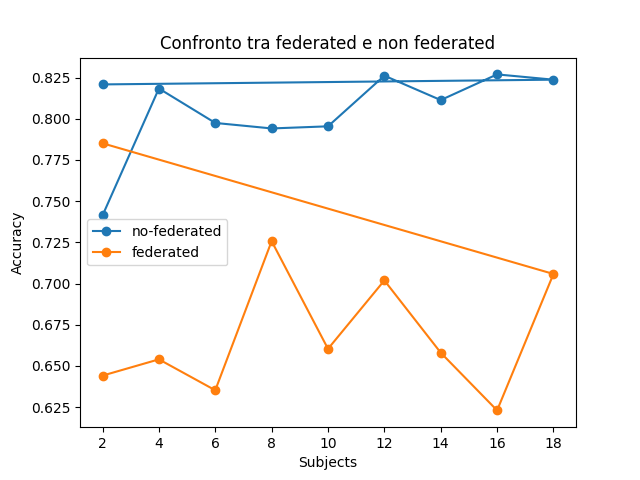 Confronto tra federated e non federated
0.825
0.800
0.775
0.750
0.725
0.700
0.675
0.650
0.625
Accuracy
no-federated
federated
2 4 6 8 10 12 14 16 18
Subjects